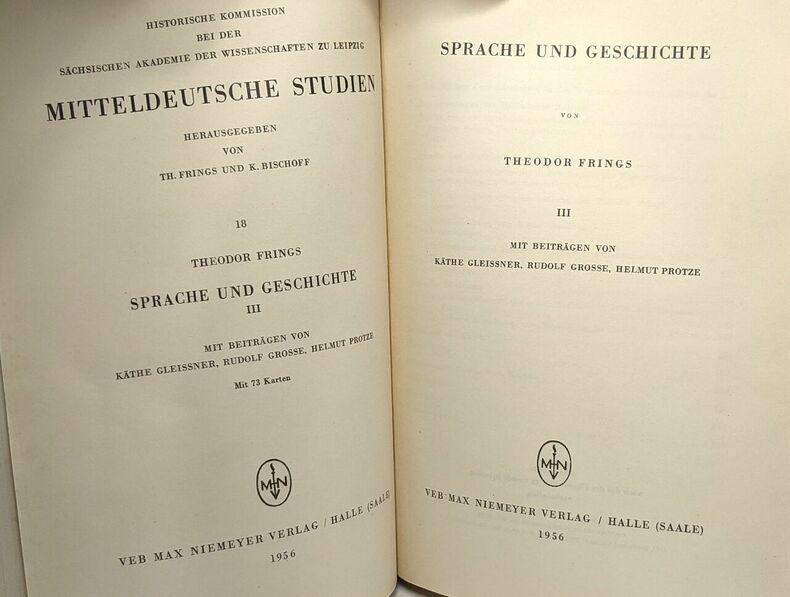 HISTORISCHE KOMMISSION
BEI DER
SÄCHSISCHEN AKADEMIE DER WISSENSCHAFTEN ZU LEIPZIG
MITTELDEUTSCHE STUDIEN
HERAUSGEGEBEN
VON
TH. FRINGS UND K. BISCHOFF
18
THEODOR FRINGS
SPRACHE UND GESCHICHTE
III
MIT BEITRÄGEN VON
KÄTHE GLEISSNER, RUDOLF GROSSE, HELMUT PROTZE
Mit 73 Karten
MN
VEB MAX NIEMEYER VERLAG / HALLE (SAALE)
1956
SPRACHE UND GESCHICHTE
VON
THEODOR FRINGS
III
MIT BEITRÄGEN VON
KÄTHE GLEISSNER, RUDOLF GROSSE, HELMUT PROTZE
MN
VEB MAX NIEMEYER VERLAG / HALLE (SAALE)
1956